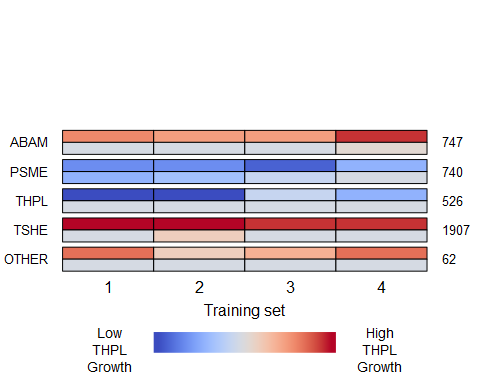 ABAM 747
PSME 740
THPL 526
TSHE 1907
OTHER 62
1 2 3 4
Training set
Low High
THPL THPL
Growth Growth